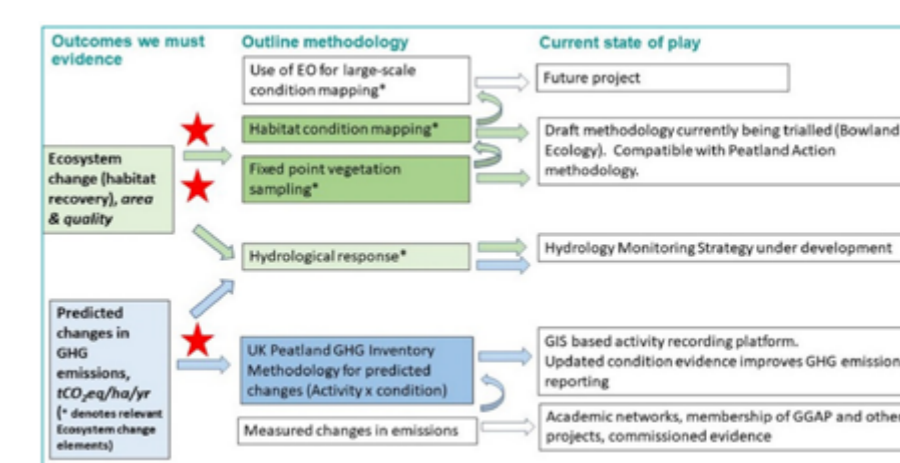 Outcomes we must
evidence
Outline methodology
Current state of play
Use of EO for large-scale
condition mapping*
Future project
Habitat condition mapping*
Fixed point vegetation
sampling*
Draft methodology currently being trialled (Bowland
Ecology). Compatible with Peatland Action
methodology.
Ecosystem
change (habitat
recovery), area
& quality
Hydrological response*
Hydrology Monitoring Strategy under development
Predicted
changes in
GHG
emissions,
tCO₂eq/ha/yr
(* denotes relevant
Ecosystem change
elements)
UK Peatland GHG Inventory
Methodology for predicted
changes (Activity x condition)
GIS based activity recording platform.
Updated condition evidence improves GHG emission
reporting
Measured changes in emissions
Academic networks, membership of GGAP and other
projects, commissioned evidence